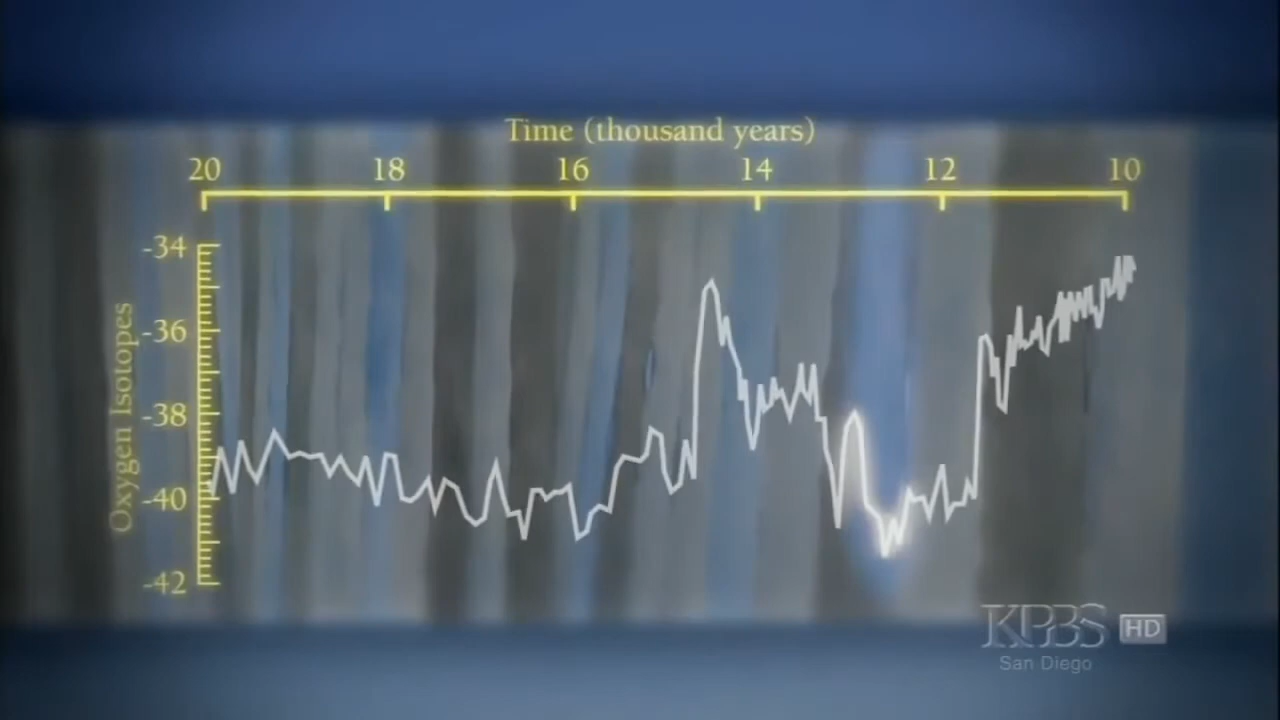 Time (thousand years)
20 18 16 14 12 10
Oxygen Isotopes
-34
-36
-38
-40
-42
KPBS HD
San Diego